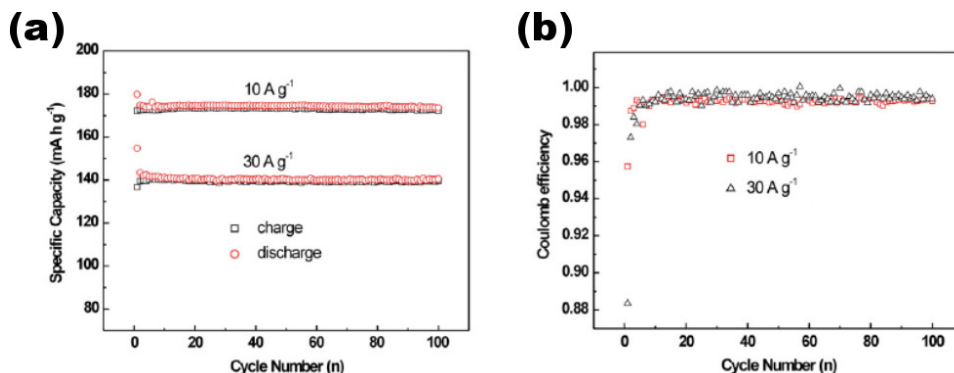 (a)
200
180
160
140
120
100
80
Specific Capacity (mA h g⁻¹)
10 A g⁻¹
30 A g⁻¹
charge
discharge
0 20 40 60 80 100
Cycle Number (n)
(b)
1.00
0.98
0.96
0.94
0.92
0.90
0.88
Coulomb efficiency
10 A g⁻¹
30 A g⁻¹
0 20 40 60 80 100
Cycle Number (n)